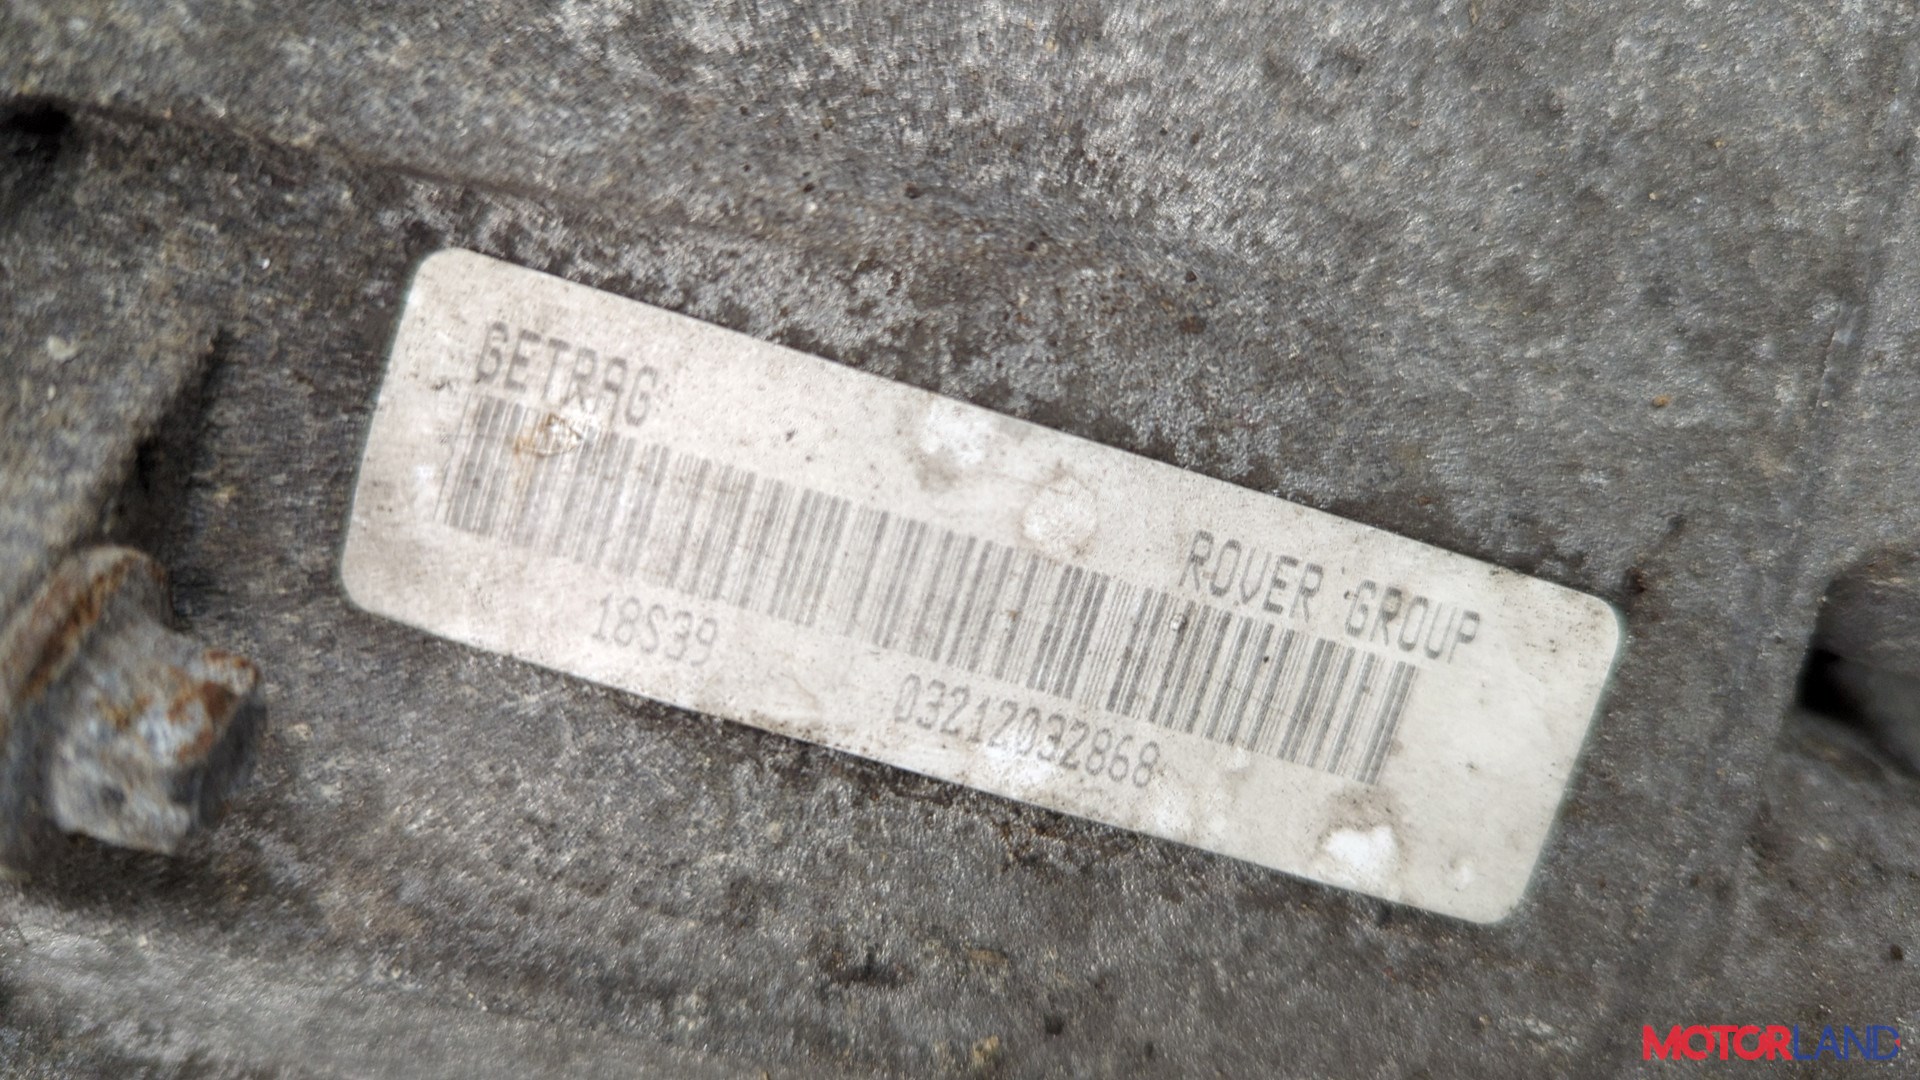 GETRAG
ROVER GROUP
18S39
03212032868
MOTORLAND